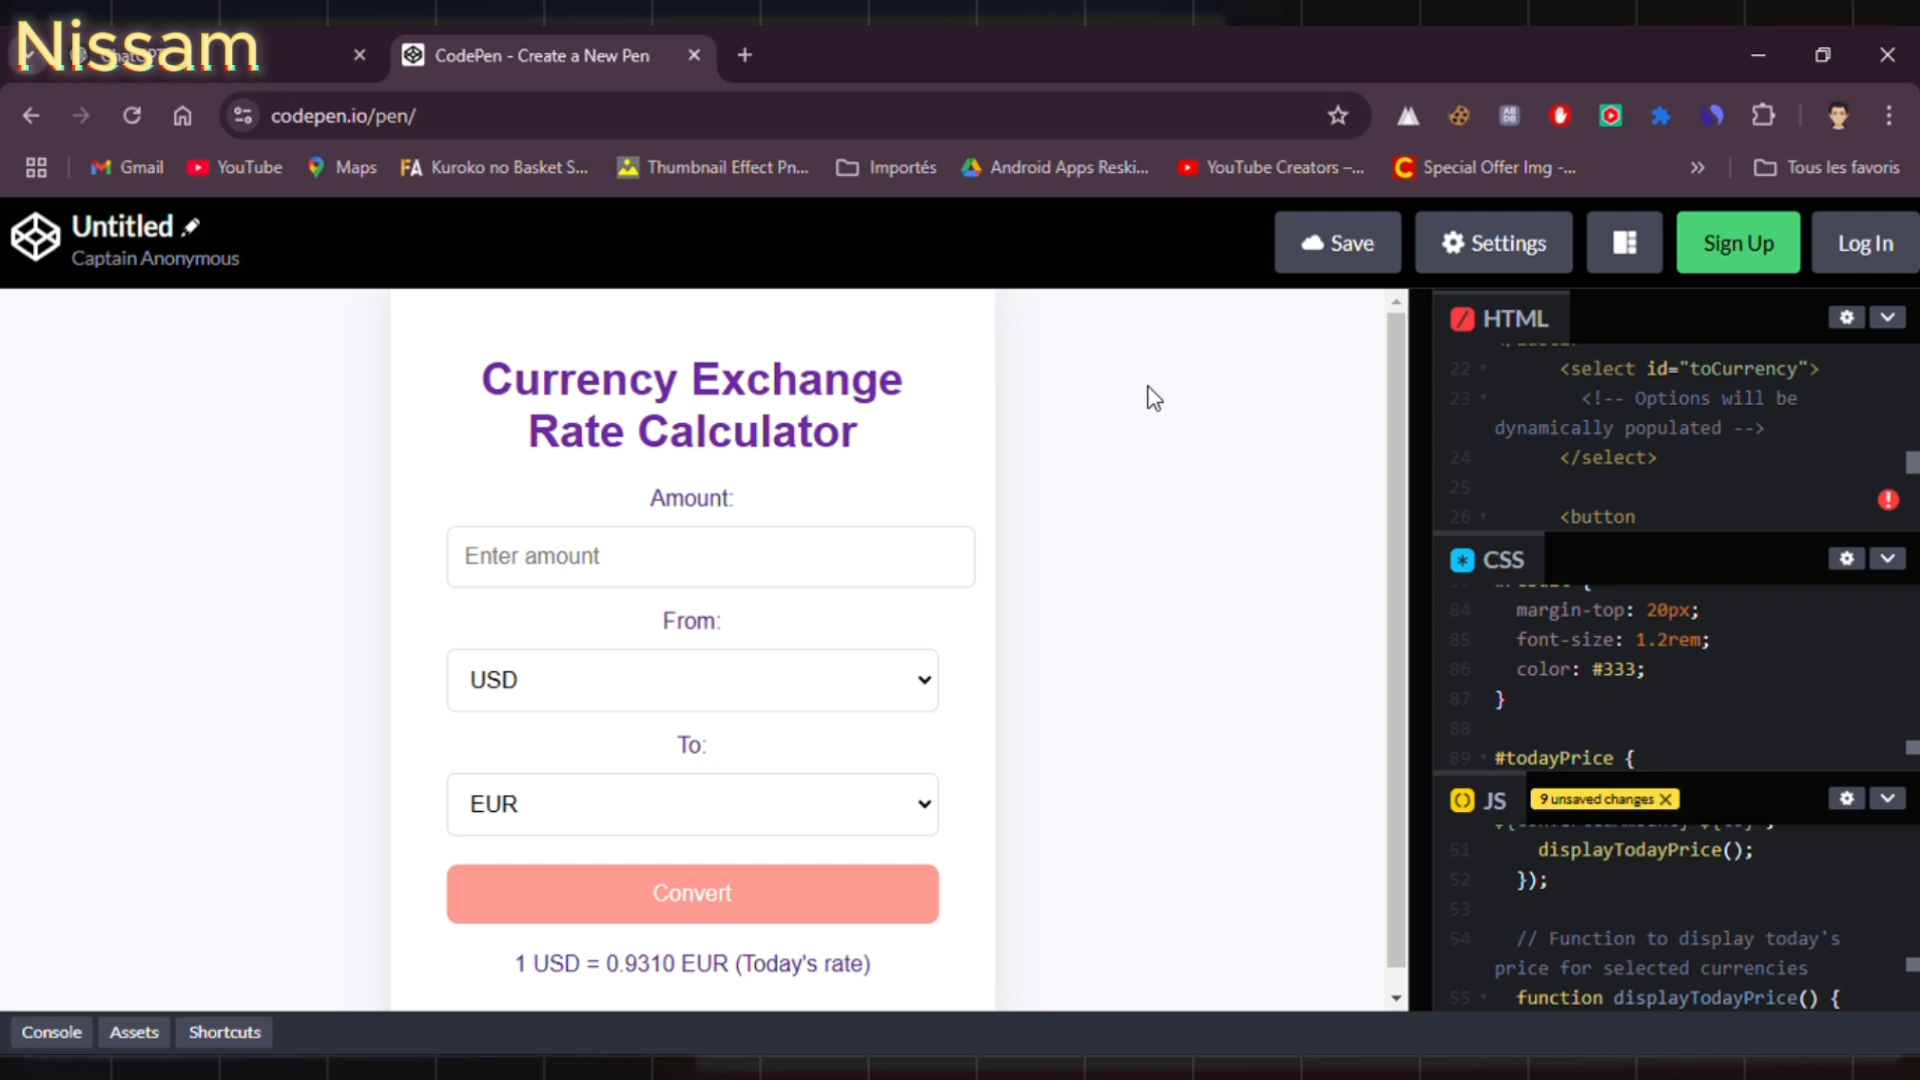 Nissam
ChatGPT
CodePen - Create a New Pen
codepen.io/pen/
Gmail
YouTube
Maps
FA Kuroko no Basket S...
Thumbnail Effect Pn...
Importés
Android Apps Reski...
YouTube Creators –...
Special Offer Img -...
»
Tous les favoris
Untitled
Captain Anonymous
Save
Settings
Sign Up
Log In
Currency Exchange
Rate Calculator
Amount:
Enter amount
From:
USD
To:
EUR
Convert
1 USD = 0.9310 EUR (Today's rate)
HTML
22 <select id="toCurrency">
23 <!-- Options will be
dynamically populated -->
24 </select>
25
26 <button
CSS
84 margin-top: 20px;
85 font-size: 1.2rem;
86 color: #333;
87 }
88
89 #todayPrice {
JS
9 unsaved changes X
51 displayTodayPrice();
52 });
53
54 // Function to display today's
price for selected currencies
55 function displayTodayPrice() {
Console
Assets
Shortcuts